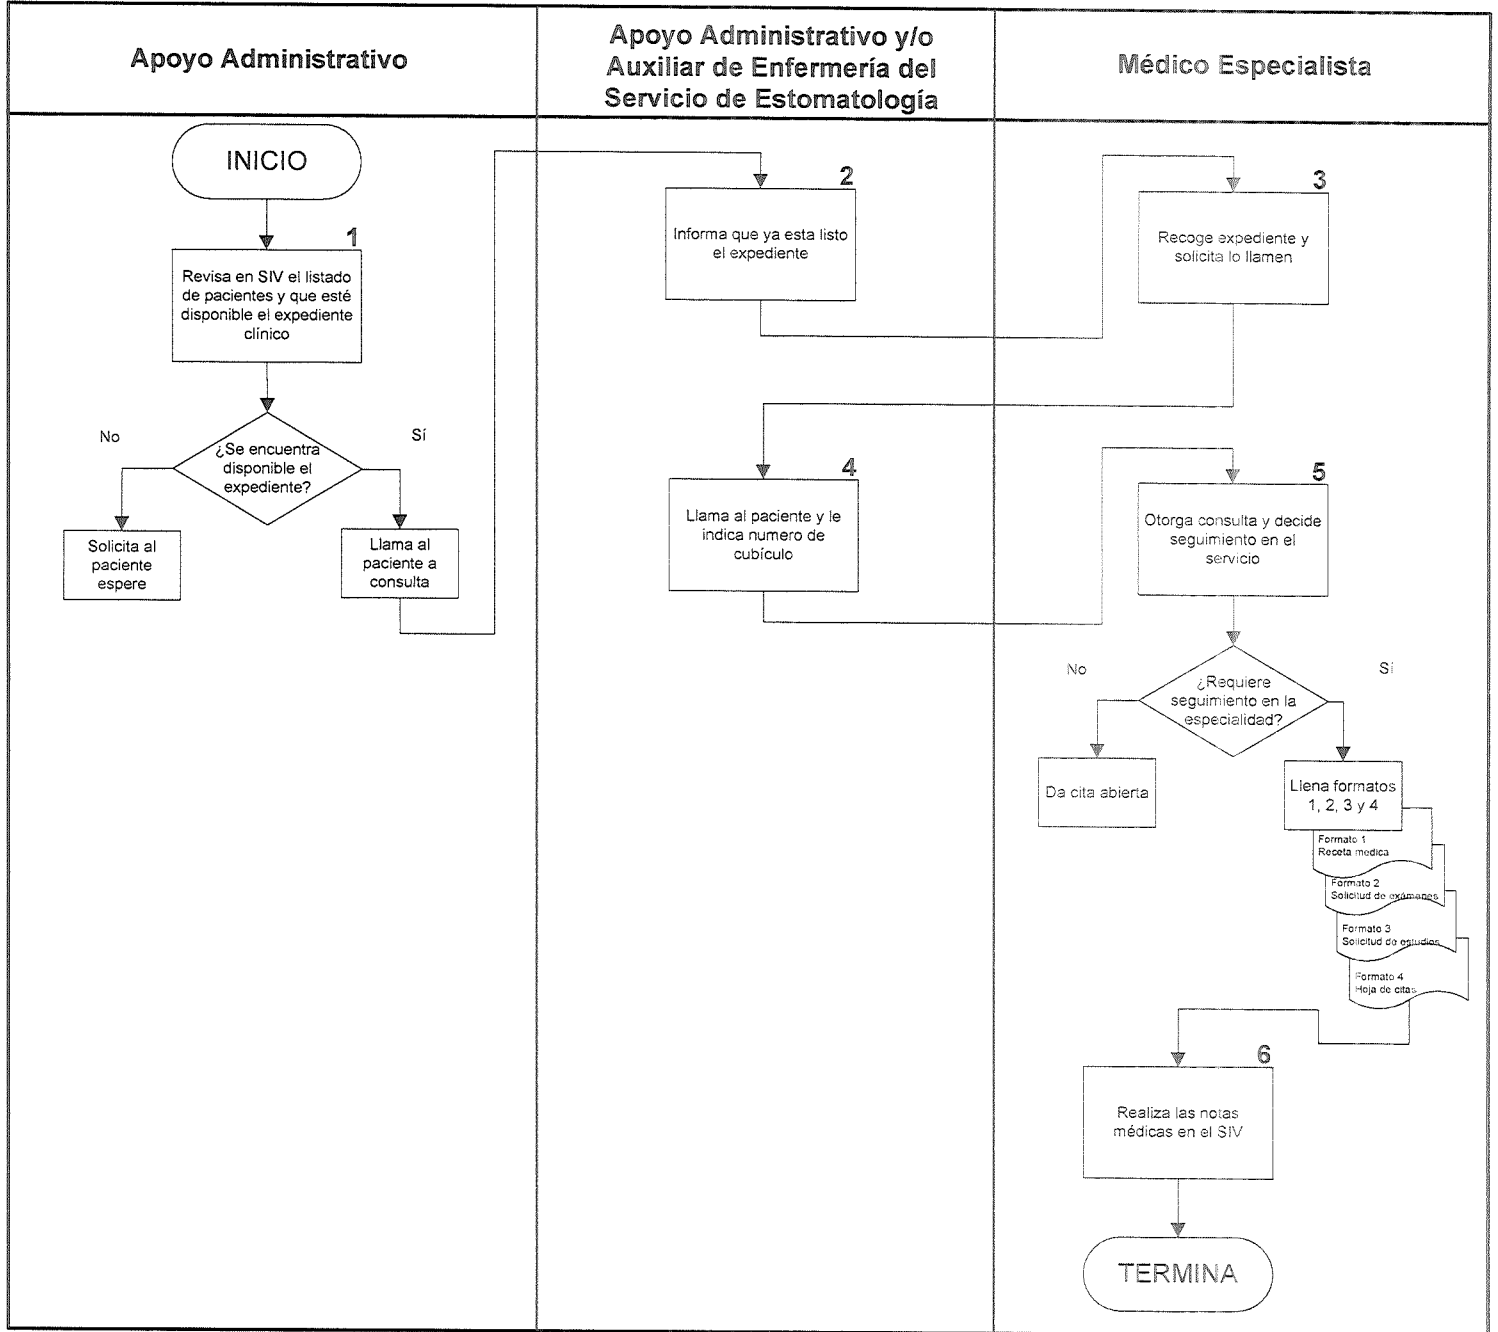 Apoyo Administrativo
Apoyo Administrativo y/o
Auxiliar de Enfermería del
Servicio de Estomatología
Médico Especialista
INICIO
1
Revisa en SIV el listado
de pacientes y que esté
disponible el expediente
clínico
¿Se encuentra
disponible el
expediente?
No
Sí
Solicita al
paciente
espere
Llama al
paciente a
consulta
2
Informa que ya esta listo
el expediente
3
Recoge expediente y
solicita lo llamen
4
Llama al paciente y le
indica numero de
cubículo
5
Otorga consulta y decide
seguimiento en el
servicio
¿Requiere
seguimiento en la
especialidad?
No
Sí
Da cita abierta
Llena formatos
1, 2, 3 y 4
Formato 1
Receta medica
Formato 2
Solicitud de exámenes
Formato 3
Solicitud de estudios
Formato 4
Hoja de citas
6
Realiza las notas
médicas en el SIV
TERMINA